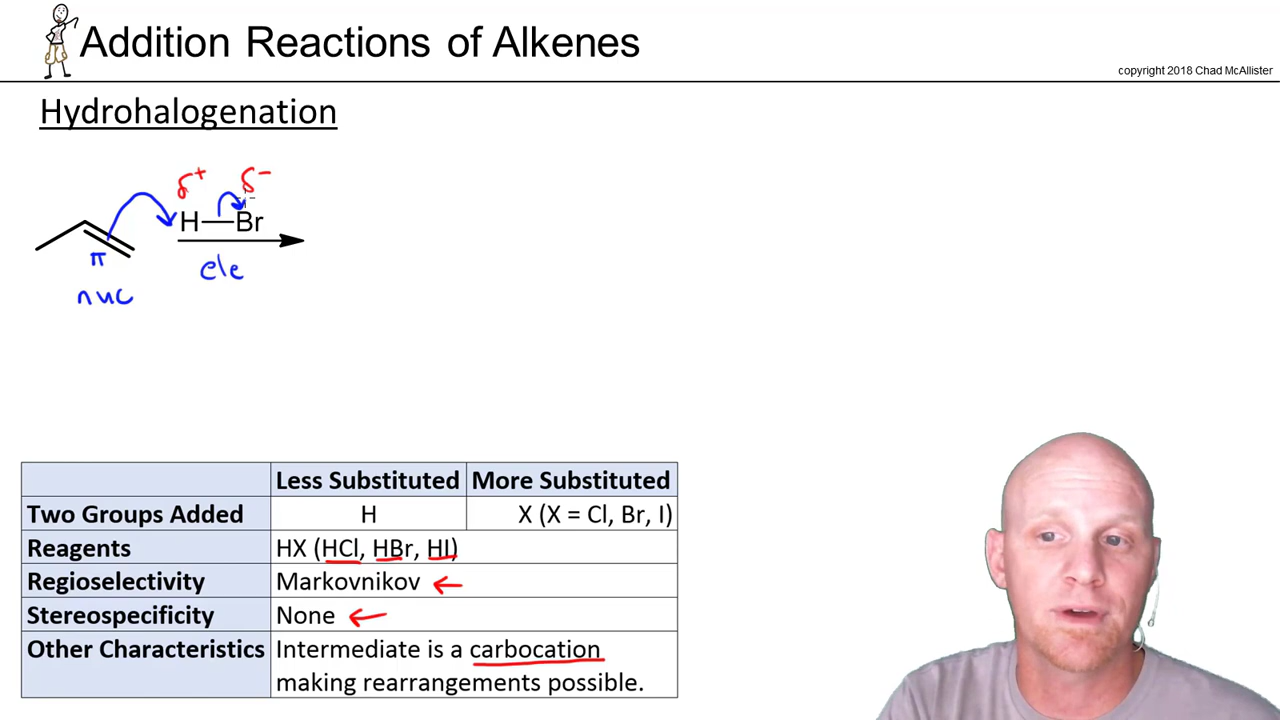 Addition Reactions of Alkenes
copyright 2018 Chad McAllister
Hydrohalogenation
δ+ δ−
H—Br
π ele
nuc
Less Substituted More Substituted
Two Groups Added H X (X = Cl, Br, I)
Reagents HX (HCl, HBr, HI)
Regioselectivity Markovnikov
Stereospecificity None
Other Characteristics Intermediate is a carbocation
making rearrangements possible.